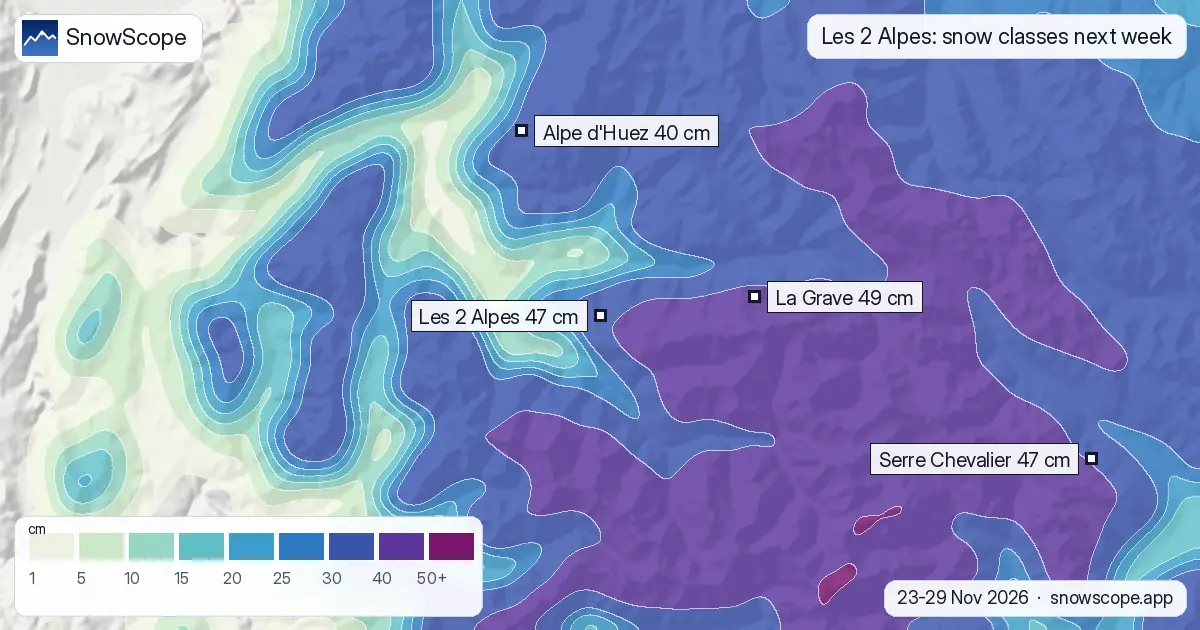 SnowScope
Les 2 Alpes: snow classes next week
Alpe d'Huez 40 cm
La Grave 49 cm
Les 2 Alpes 47 cm
Serre Chevalier 47 cm
cm
1 5 10 15 20 25 30 40 50+
23-29 Nov 2026 · snowscope.app